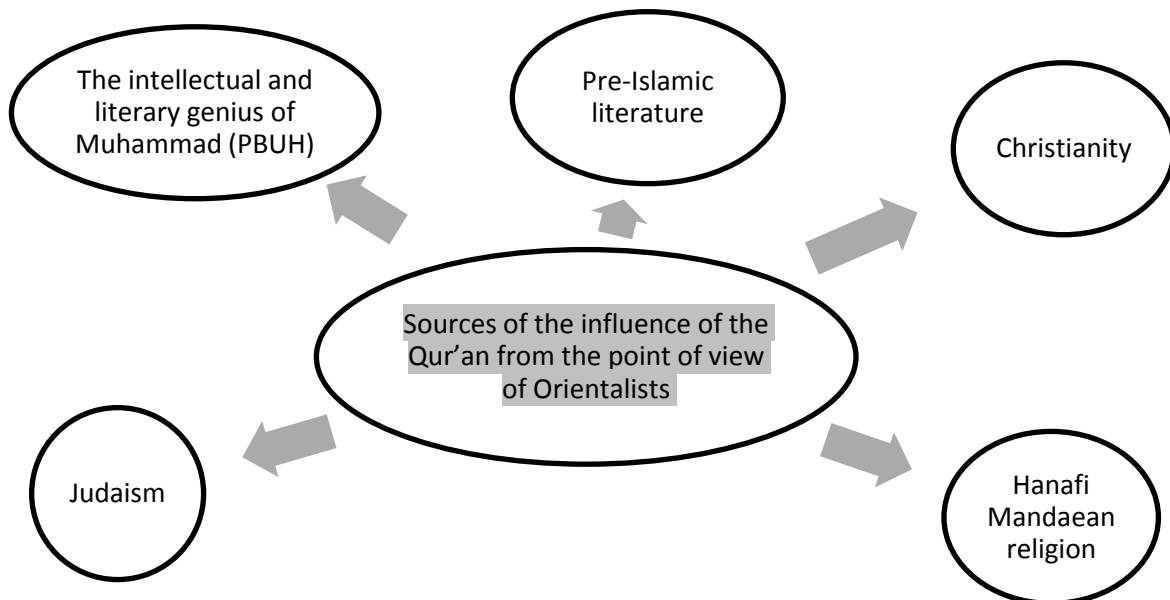 The intellectual and
literary genius of
Muhammad (PBUH)
Pre-Islamic
literature
Christianity
Sources of the influence of the
Qur’an from the point of view
of Orientalists
Judaism
Hanafi
Mandaean
religion